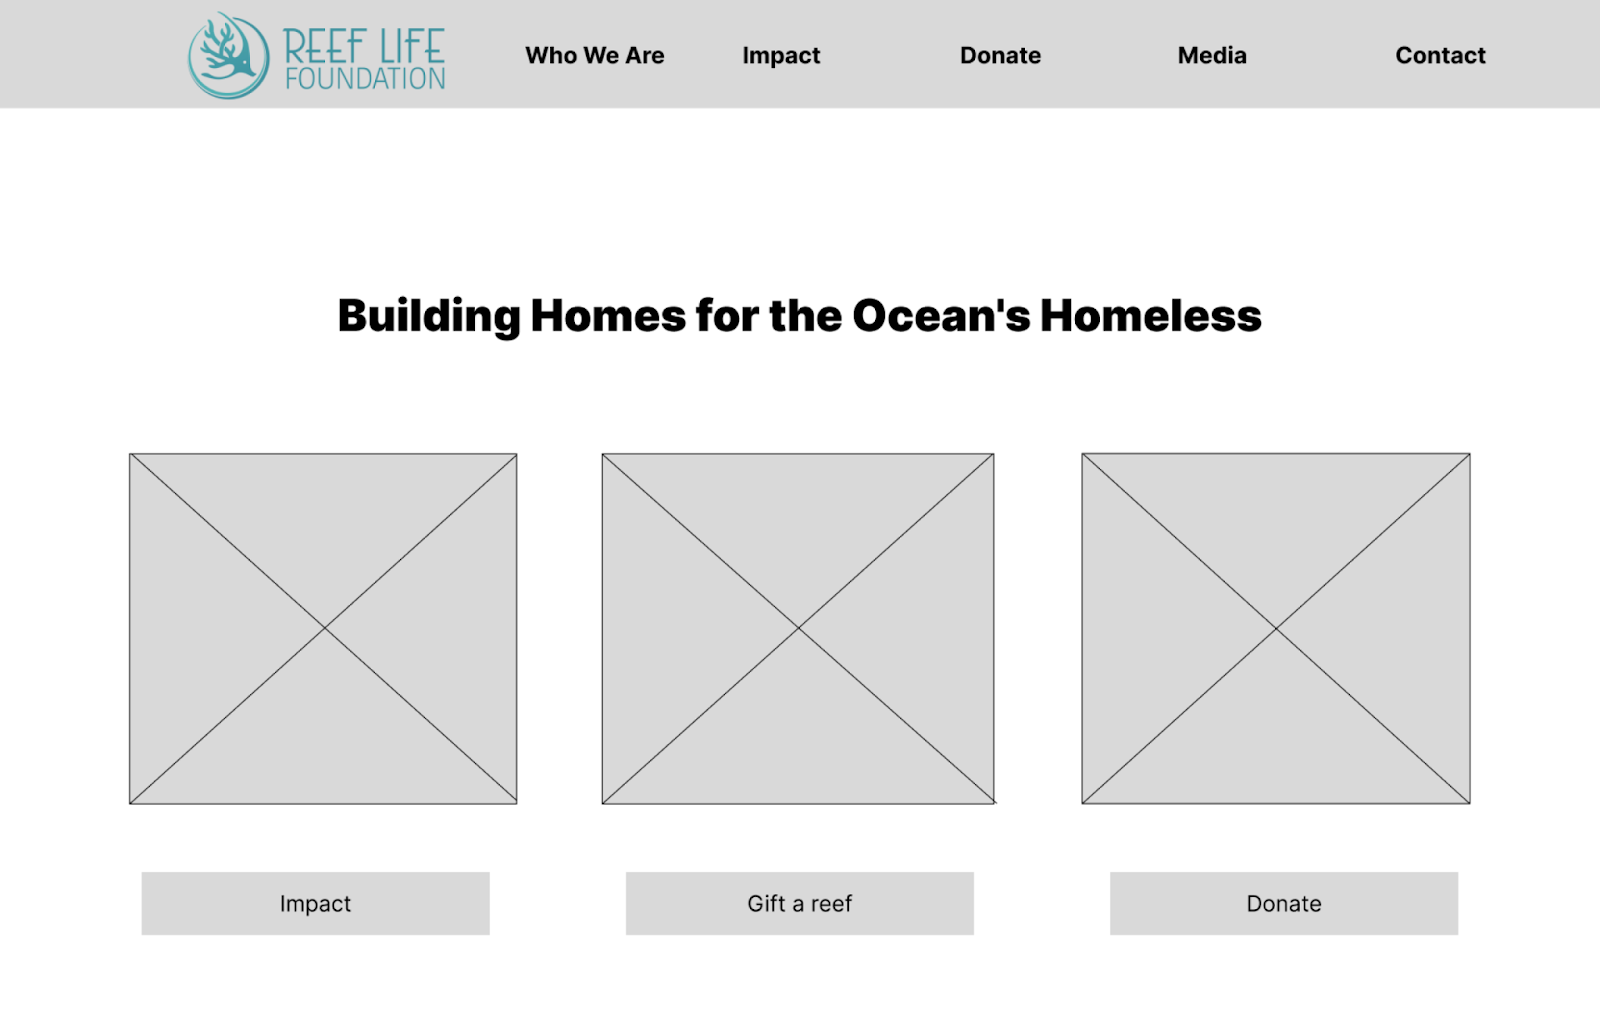 REEF LIFE
FOUNDATION
Who We Are
Impact
Donate
Media
Contact
Building Homes for the Ocean's Homeless
Impact
Gift a reef
Donate